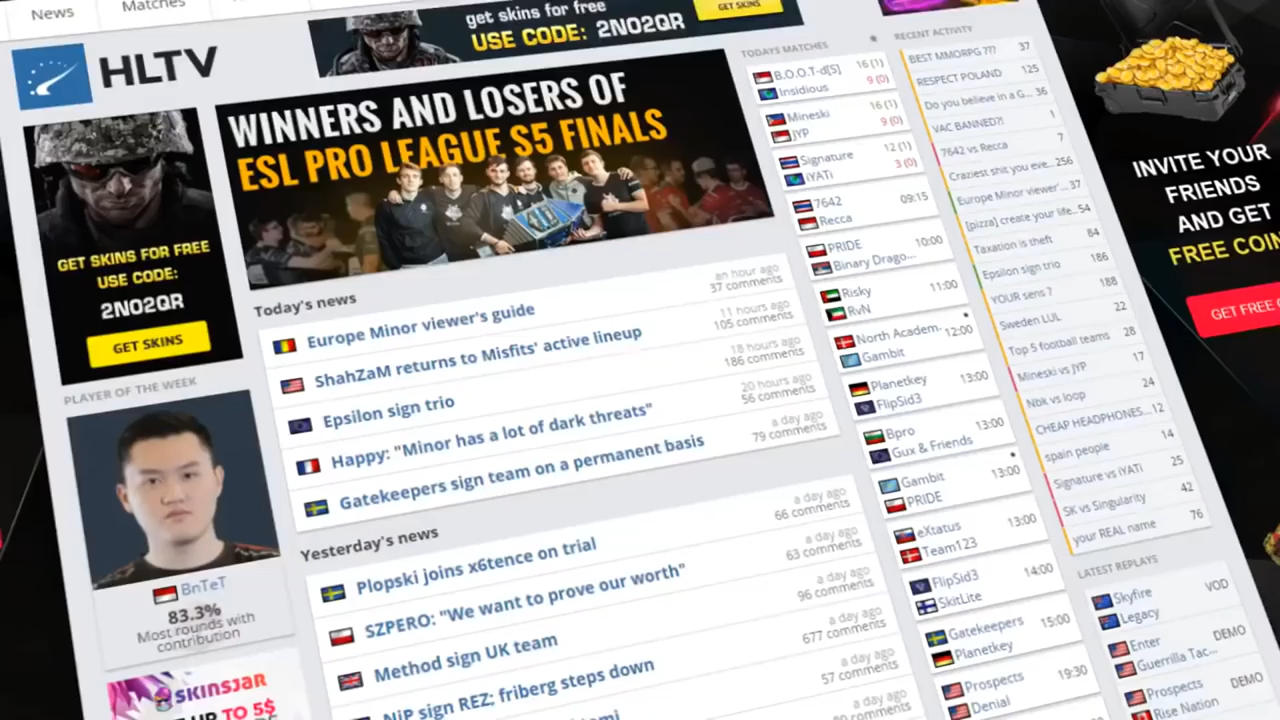 News
Matches
HLTV
get skins for free
USE CODE: 2NO2QR
GET SKINS
GET SKINS FOR FREE
USE CODE:
2NO2QR
GET SKINS
PLAYER OF THE WEEK
BnTeT
83.3%
Most rounds with
contribution
SKINSJAR
UP TO 5$
WINNERS AND LOSERS OF
ESL PRO LEAGUE S5 FINALS
Today's news
Europe Minor viewer's guide
an hour ago
37 comments
ShahZaM returns to Misfits' active lineup
11 hours ago
105 comments
Epsilon sign trio
18 hours ago
186 comments
Happy: "Minor has a lot of dark threats"
20 hours ago
56 comments
Gatekeepers sign team on a permanent basis
a day ago
79 comments
Yesterday's news
Plopski joins x6tence on trial
a day ago
66 comments
SZPERO: "We want to prove our worth"
a day ago
63 comments
Method sign UK team
a day ago
96 comments
NiP sign REZ; friberg steps down
a day ago
677 comments
a day ago
57 comments
a day ago
comments
TODAYS MATCHES
B.O.O.T-d[S] 16 (1)
Insidious 9 (0)
Mineski 16 (1)
JYP 9 (0)
Signature 12 (1)
iYATi 3 (0)
7642
Recca 09:15
PRIDE
Binary Drago... 10:00
Risky
RvN 11:00
North Academ.
Gambit 12:00
Planetkey
FlipSid3 13:00
Bpro
Gux & Friends 13:00
Gambit
PRIDE 13:00
eXtatus
Team123 13:00
FlipSid3
SkitLite 14:00
Gatekeepers
Planetkey 15:00
Prospects
Denial 19:30
RECENT ACTIVITY
BEST MMORPG ??? 37
RESPECT POLAND 125
Do you believe in a G... 36
VAC BANNED?! 1
7642 vs Recca 7
Craziest shit you eve... 256
Europe Minor viewer'... 37
[pizza] create your life... 54
Taxation is theft 84
Epsilon sign trio 186
YOUR sens ? 188
Sweden LUL 22
Top 5 football teams 28
Mineski vs JYP 17
Nbk vs loop 24
CHEAP HEADPHONES... 12
spain people 14
Signature vs iYATi 25
SK vs Singularity 42
your REAL name 76
LATEST REPLAYS
Skyfire
Legacy VOD
Enter
Guerrilla Tac... DEMO
Prospects
Rise Nation DEMO
INVITE YOUR
FRIENDS
AND GET
FREE COIN
GET FREE